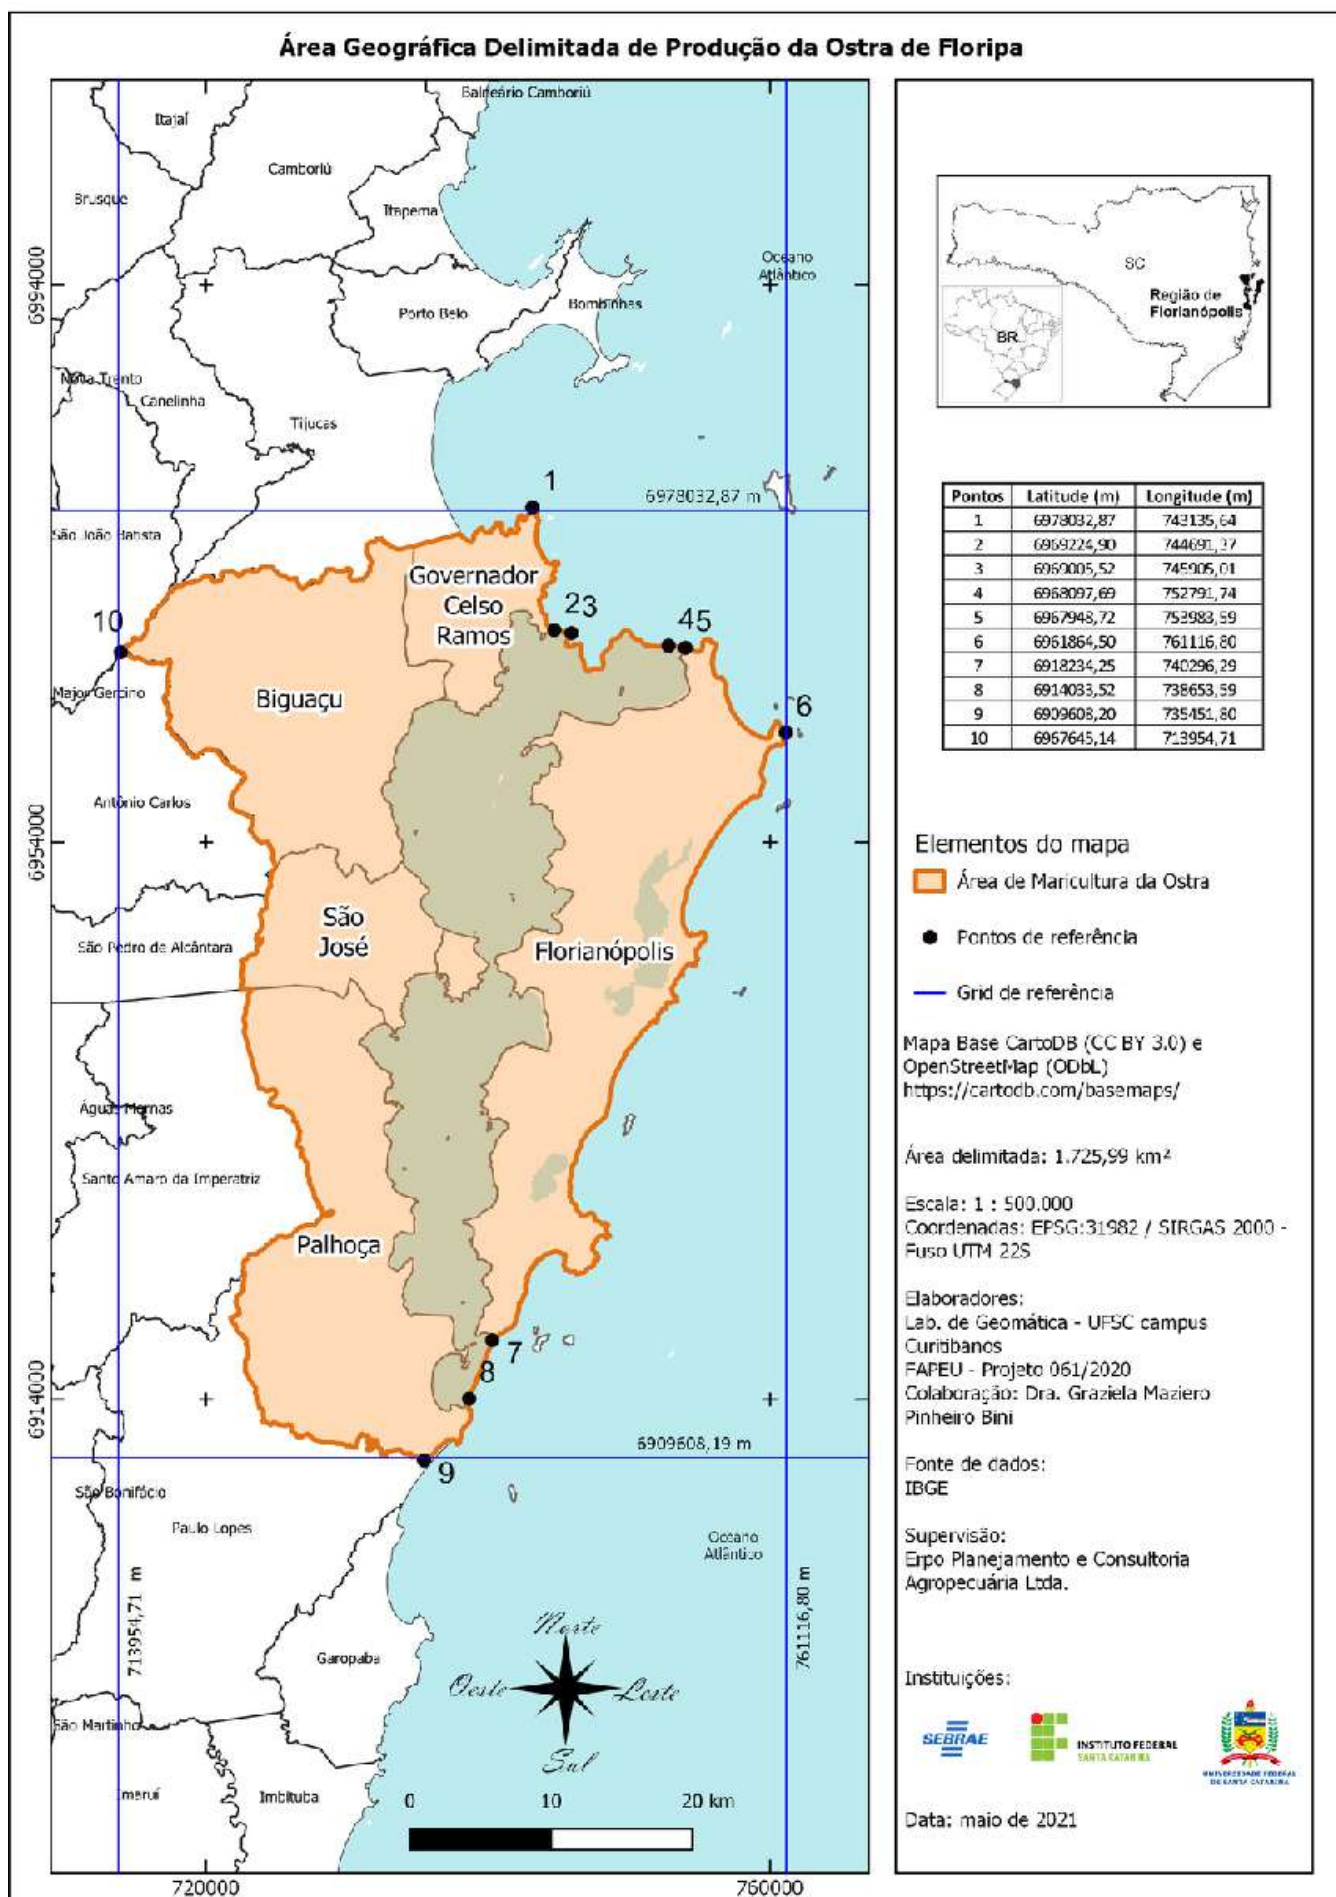 Área Geográfica Delimitada de Produção da Ostra de Floripa
Balneário Camboriú
Itajaí
Camboriú
Brusque
Itapema
Oceano
Atlântico
6994000
Porto Belo
Bombinhas
Nova Trento
Canelinha
Tijucas
1
6978032,87 m
São João Batista
Governador
Celso
Ramos
10
23
45
Major Gercino
Biguaçu
6
Antônio Carlos
6954000
São
José
São Pedro de Alcântara
Florianópolis
Águas Mornas
Santo Amaro da Imperatriz
Palhoça
7
8
6914000
6909608,19 m
9
São Bonifácio
Paulo Lopes
Oceano
Atlântico
713954,71 m
761116,80 m
Garopaba
Norte
Oeste
Leste
Sul
São Martinho
Imaruí
Imbituba
0 10 20 km
720000 760000
SC
Região de
Florianópolis
BR
Pontos Latitude (m) Longitude (m)
1 6978032,87 743135,64
2 6969224,90 744691,37
3 6969005,52 745905,01
4 6968097,69 752791,74
5 6967948,72 753983,59
6 6961864,50 761116,80
7 6918234,25 740296,29
8 6914033,52 738653,59
9 6909608,20 735451,80
10 6967645,14 713954,71
Elementos do mapa
Área de Maricultura da Ostra
Pontos de referência
Grid de referência
Mapa Base CartoDB (CC BY 3.0) e
OpenStreetMap (ODbL)
https://cartodb.com/basemaps/
Área delimitada: 1.725,99 km²
Escala: 1 : 500.000
Coordenadas: EPSG:31982 / SIRGAS 2000 -
Fuso UTM 22S
Elaboradores:
Lab. de Geomática - UFSC campus
Curitibanos
FAPEU - Projeto 061/2020
Colaboração: Dra. Graziela Maziero
Pinheiro Bini
Fonte de dados:
IBGE
Supervisão:
Erpo Planejamento e Consultoria
Agropecuária Ltda.
Instituições:
SEBRAE
INSTITUTO FEDERAL
SANTA CATARINA
UNIVERSIDADE FEDERAL
DE SANTA CATARINA
Data: maio de 2021